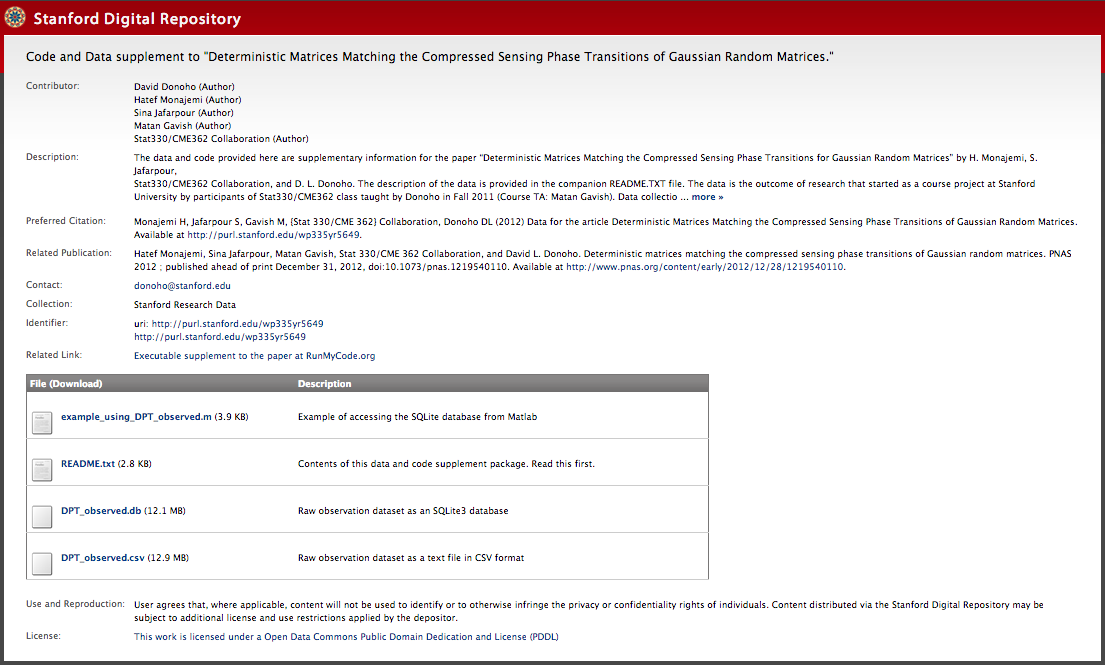 Stanford Digital Repository
Code and Data supplement to "Deterministic Matrices Matching the Compressed Sensing Phase Transitions of Gaussian Random Matrices."
Contributor:
David Donoho (Author)
Hatef Monajemi (Author)
Sina Jafarpour (Author)
Matan Gavish (Author)
Stat330/CME362 Collaboration (Author)
Description:
The data and code provided here are supplementary information for the paper "Deterministic Matrices Matching the Compressed Sensing Phase Transitions for Gaussian Random Matrices" by H. Monajemi, S.
Jafarpour,
Stat330/CME362 Collaboration, and D. L. Donoho. The description of the data is provided in the companion README.TXT file. The data is the outcome of research that started as a course project at Stanford
University by participants of Stat330/CME362 class taught by Donoho in Fall 2011 (Course TA: Matan Gavish). Data collectio ... more »
Preferred Citation:
Monajemi H, Jafarpour S, Gavish M, {Stat 330/CME 362} Collaboration, Donoho DL (2012) Data for the article Deterministic Matrices Matching the Compressed Sensing Phase Transitions of Gaussian Random Matrices.
Available at http://purl.stanford.edu/wp335yr5649.
Related Publication:
Hatef Monajemi, Sina Jafarpour, Matan Gavish, Stat 330/CME 362 Collaboration, and David L. Donoho. Deterministic matrices matching the compressed sensing phase transitions of Gaussian random matrices. PNAS
2012 ; published ahead of print December 31, 2012, doi:10.1073/pnas.1219540110. Available at http://www.pnas.org/content/early/2012/12/28/1219540110.
Contact:
donoho@stanford.edu
Collection:
Stanford Research Data
Identifier:
uri: http://purl.stanford.edu/wp335yr5649
http://purl.stanford.edu/wp335yr5649
Related Link:
Executable supplement to the paper at RunMyCode.org
File (Download) Description
example_using_DPT_observed.m (3.9 KB) Example of accessing the SQLite database from Matlab
README.txt (2.8 KB) Contents of this data and code supplement package. Read this first.
DPT_observed.db (12.1 MB) Raw observation dataset as an SQLite3 database
DPT_observed.csv (12.9 MB) Raw observation dataset as a text file in CSV format
Use and Reproduction:
User agrees that, where applicable, content will not be used to identify or to otherwise infringe the privacy or confidentiality rights of individuals. Content distributed via the Stanford Digital Repository may be
subject to additional license and use restrictions applied by the depositor.
License:
This work is licensed under a Open Data Commons Public Domain Dedication and License (PDDL)